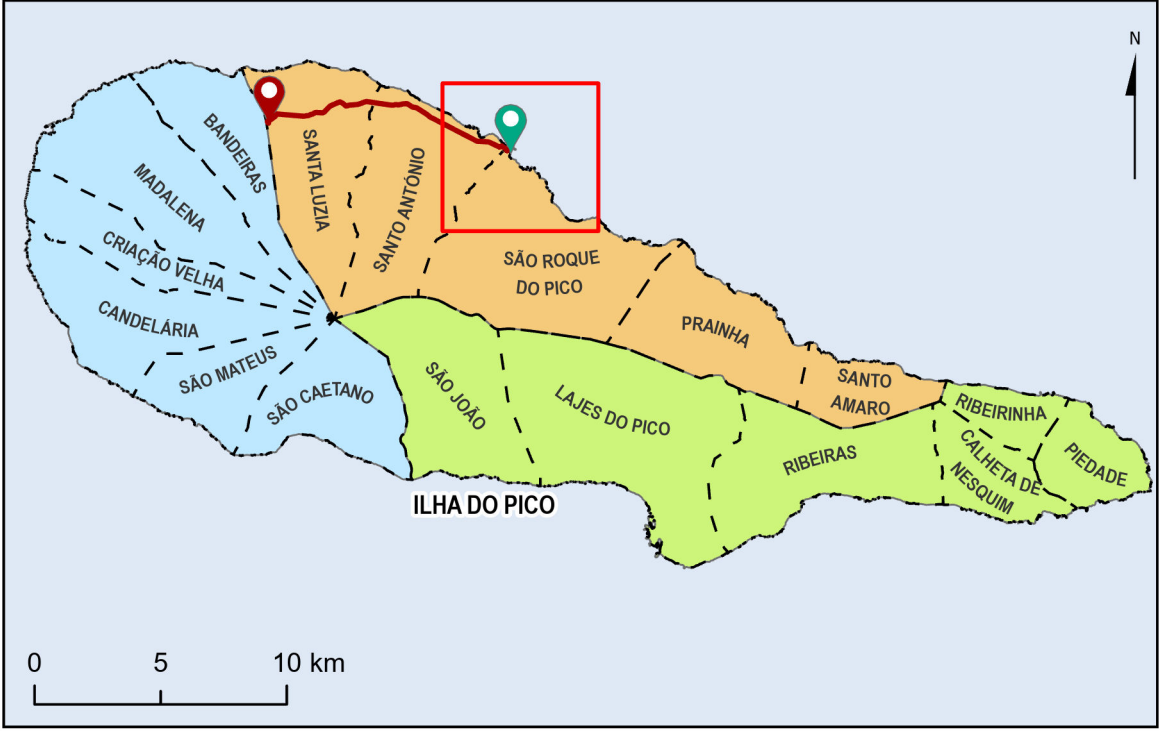 N
BANDEIRAS
MADALENA
SANTA LUZIA
SANTO ANTÓNIO
CRIAÇÃO VELHA
SÃO ROQUE
DO PICO
CANDELÁRIA
PRAINHA
SÃO MATEUS
SÃO CAETANO
SÃO JOÃO
LAJES DO PICO
SANTO
AMARO
RIBEIRINHA
RIBEIRAS
CALHETA DE
NESQUIM
PIEDADE
ILHA DO PICO
0 5 10 km